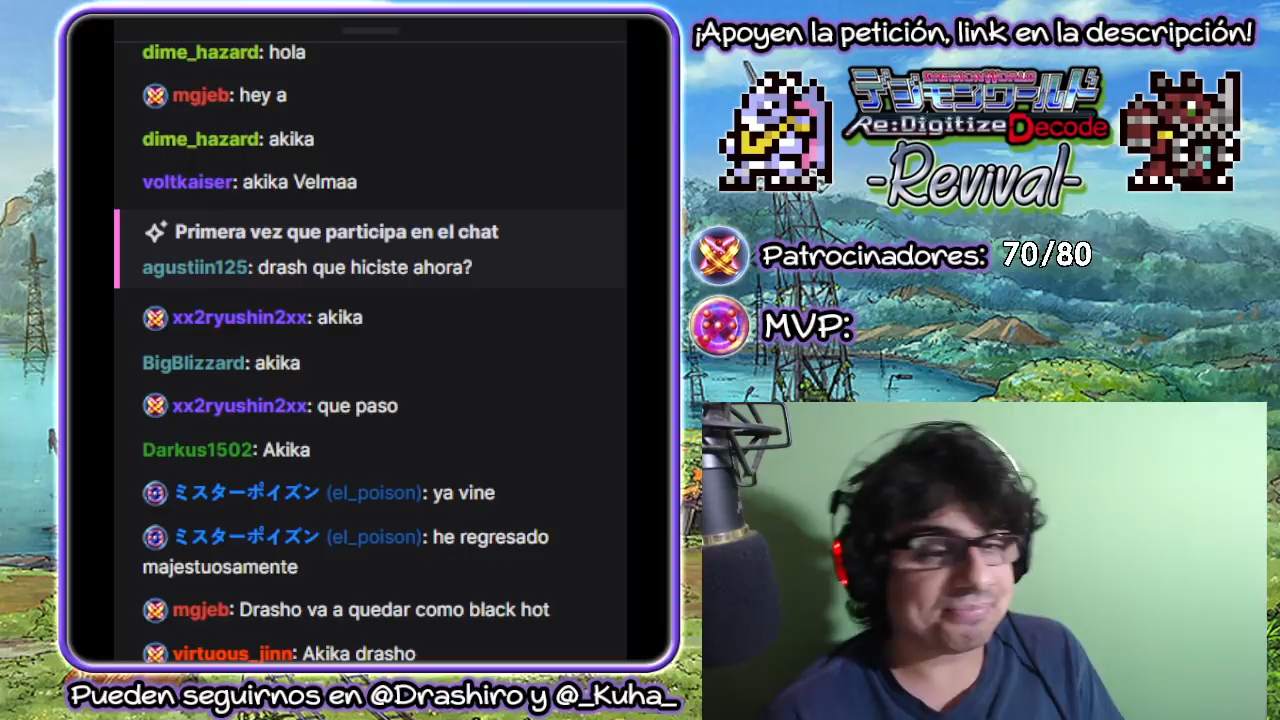 dime_hazard: hola
mgjeb: hey a
dime_hazard: akika
voltkaiser: akika Velmaa
Primera vez que participa en el chat
agustiin125: drash que hiciste ahora?
xx2ryushin2xx: akika
BigBlizzard: akika
xx2ryushin2xx: que paso
Darkus1502: Akika
ミスターポイズン (el_poison): ya vine
ミスターポイズン (el_poison): he regresado
majestuosamente
mgjeb: Drasho va a quedar como black hot
virtuous_jinn: Akika drasho
Pueden seguirnos en @Drashiro y @_Kuha_
¡Apoyen la petición, link en la descripción!
DIGIMON WORLD
デジモンワールド
Re:Digitize Decode
-Revival-
Patrocinadores: 70/80
MVP: